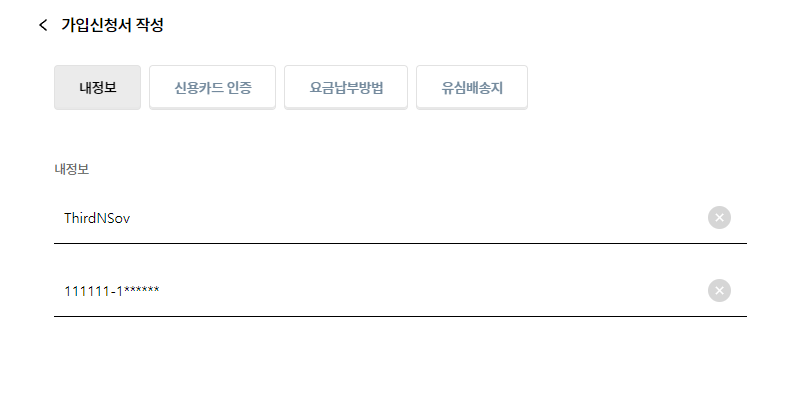 가입신청서 작성
내정보 신용카드 인증 요금납부방법 유심배송지
내정보
ThirdNSov
111111-1******